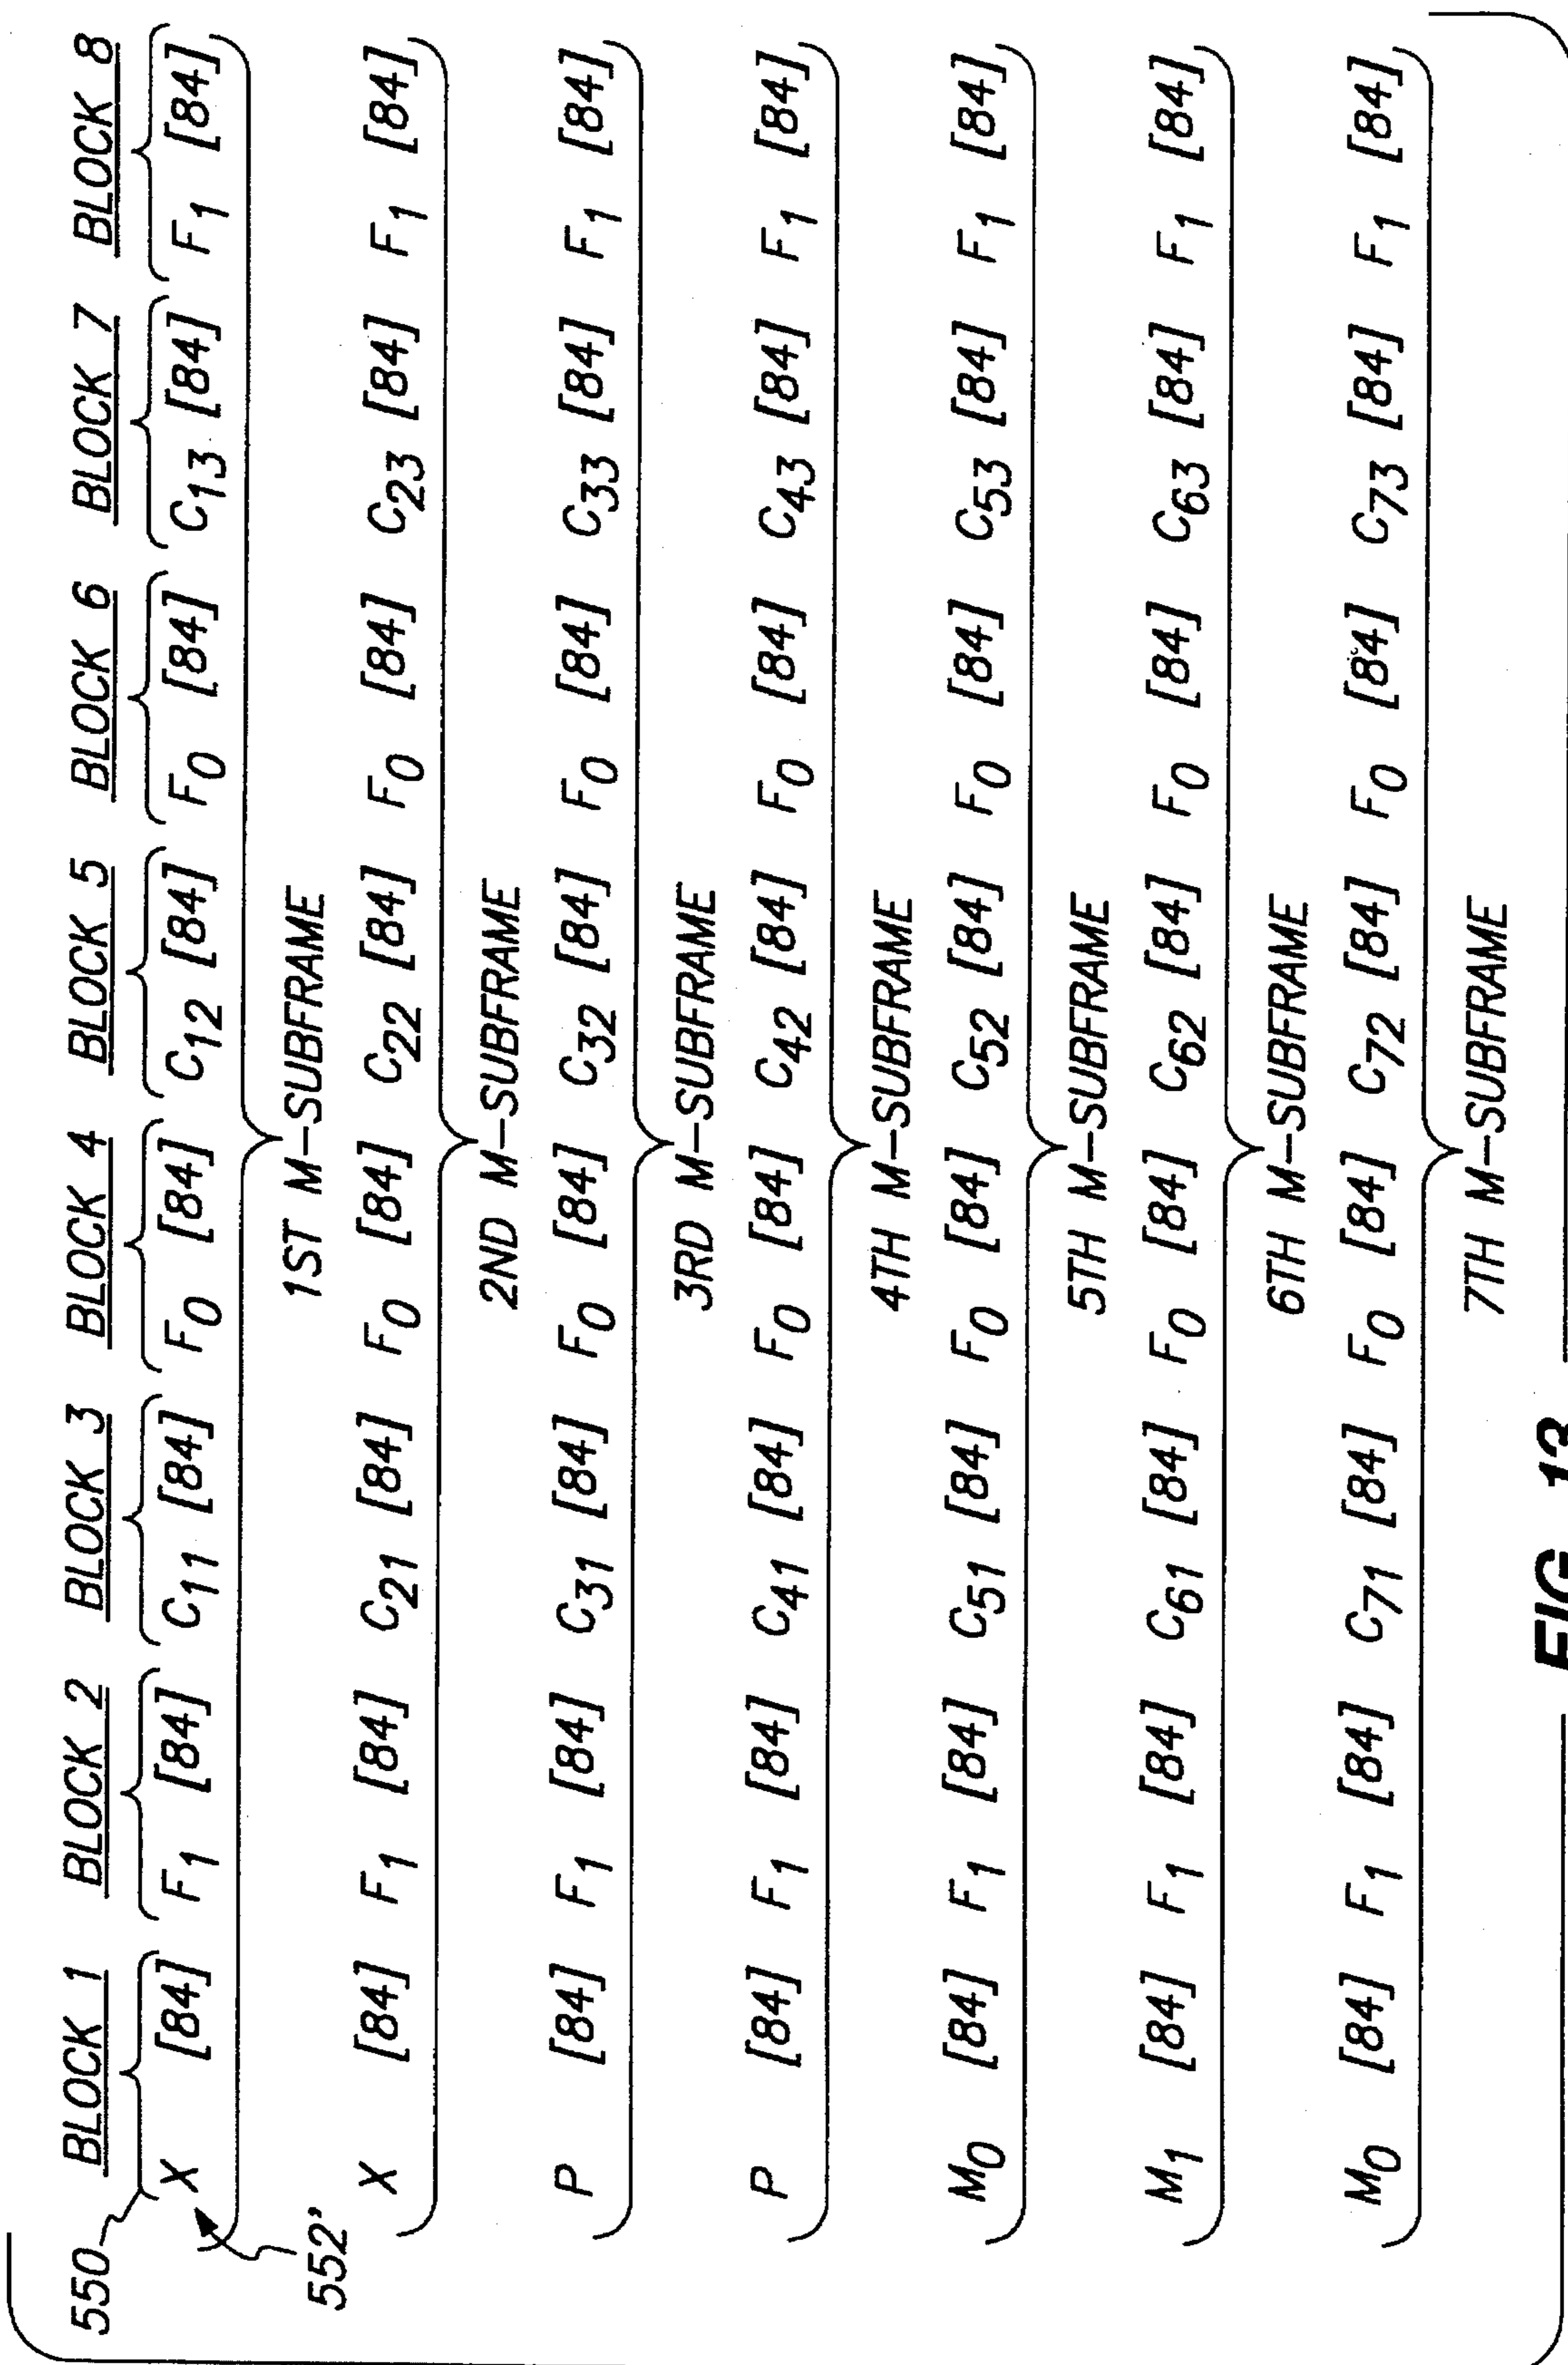 BLOCK 1 BLOCK 2 BLOCK 3 BLOCK 4 BLOCK 5 BLOCK 6 BLOCK 7 BLOCK 8
550
X [84] F1 [84] C11 [84] F0 [84] C12 [84] F0 [84] C13 [84] F1 [84]
552'
1ST M-SUBFRAME
X [84] F1 [84] C21 [84] F0 [84] C22 [84] F0 [84] C23 [84] F1 [84]
2ND M-SUBFRAME
P [84] F1 [84] C31 [84] F0 [84] C32 [84] F0 [84] C33 [84] F1 [84]
3RD M-SUBFRAME
P [84] F1 [84] C41 [84] F0 [84] C42 [84] F0 [84] C43 [84] F1 [84]
4TH M-SUBFRAME
M0 [84] F1 [84] C51 [84] F0 [84] C52 [84] F0 [84] C53 [84] F1 [84]
5TH M-SUBFRAME
M1 [84] F1 [84] C61 [84] F0 [84] C62 [84] F0 [84] C63 [84] F1 [84]
6TH M-SUBFRAME
M0 [84] F1 [84] C71 [84] F0 [84] C72 [84] F0 [84] C73 [84] F1 [84]
7TH M-SUBFRAME
FIG